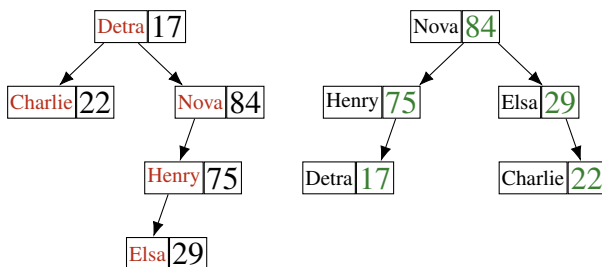 Detra 17
Nova 84
Charlie 22
Nova 84
Henry 75
Elsa 29
Henry 75
Detra 17
Charlie 22
Elsa 29